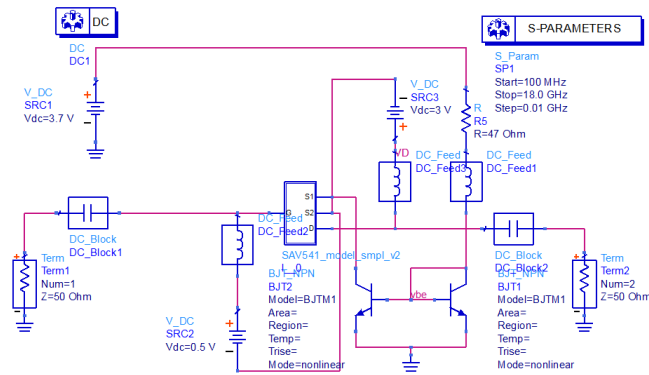 DC
DC
DC1
V_DC
SRC1
Vdc=3.7 V
S-PARAMETERS
S_Param
SP1
Start=100 MHz
Stop=18.0 GHz
Step=0.01 GHz
V_DC
SRC3
Vdc=3 V
R
R5
R=47 Ohm
VD
DC_Feed
DC_Feed3
DC_Feed
DC_Feed1
S1
G
S2
D
SAV541_model_smpl_v2
DC_Feed
DC_Feed2
DC_Block
DC_Block1
Term
Term1
Num=1
Z=50 Ohm
V_DC
SRC2
Vdc=0.5 V
BJT_NPN
BJT2
Model=BJTM1
Area=
Region=
Temp=
Trise=
Mode=nonlinear
vbe
DC_Block
DC_Block2
BJT_NPN
BJT1
Model=BJTM1
Area=
Region=
Temp=
Trise=
Mode=nonlinear
Term
Term2
Num=2
Z=50 Ohm